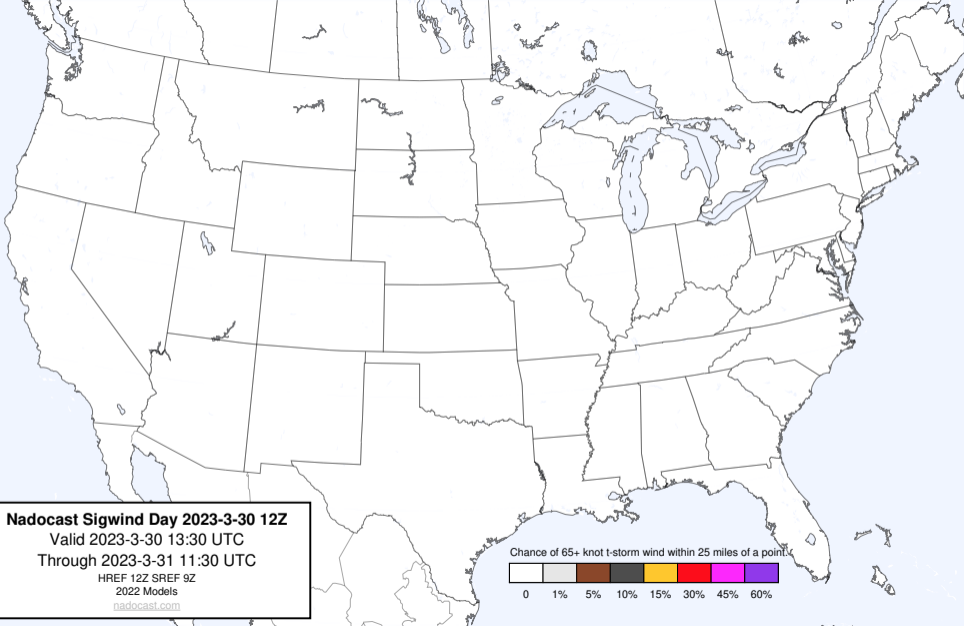 Nadocast Sigwind Day 2023-3-30 12Z
Valid 2023-3-30 13:30 UTC
Through 2023-3-31 11:30 UTC
HREF 12Z SREF 9Z
2022 Models
nadocast.com
Chance of 65+ knot t-storm wind within 25 miles of a point.
0 1% 5% 10% 15% 30% 45% 60%